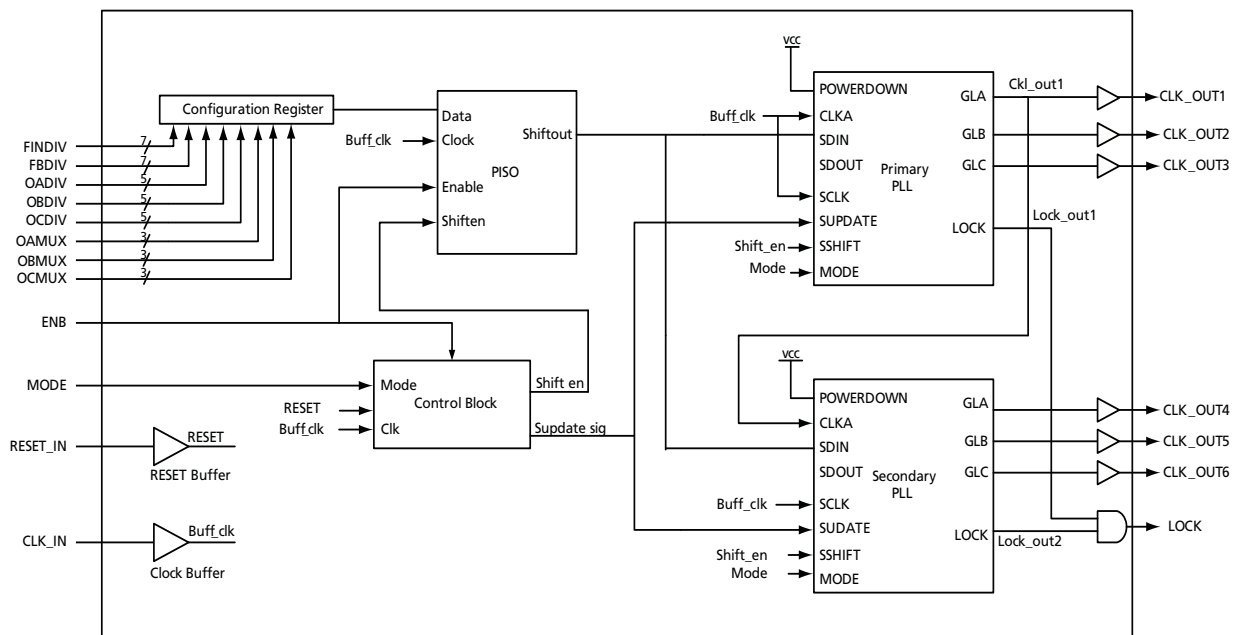 FINDIV
FBDIV
OADIV
OBDIV
OCDIV
OAMUX
OBMUX
OCMUX
7
7
5
5
5
3
3
3
ENB
MODE
RESET_IN
CLK_IN
RESET
RESET Buffer
Buff_clk
Clock Buffer
Configuration Register
Data
Buff_clk
Clock
Shiftout
PISO
Enable
Shiften
Mode
Control Block
RESET
Buff_clk
Clk
Shift en
Supdate sig
vcc
POWERDOWN
Buff_clk
CLKA
SDIN
SDOUT
Primary
PLL
SCLK
SUPDATE
Shift_en
SSHIFT
Mode
MODE
GLA
GLB
GLC
LOCK
Ckl_out1
Lock_out1
CLK_OUT1
CLK_OUT2
CLK_OUT3
vcc
POWERDOWN
CLKA
SDIN
SDOUT
Secondary
PLL
Buff_clk
SCLK
SUDATE
Shift_en
SSHIFT
Mode
MODE
GLA
GLB
GLC
LOCK
Lock_out2
CLK_OUT4
CLK_OUT5
CLK_OUT6
LOCK